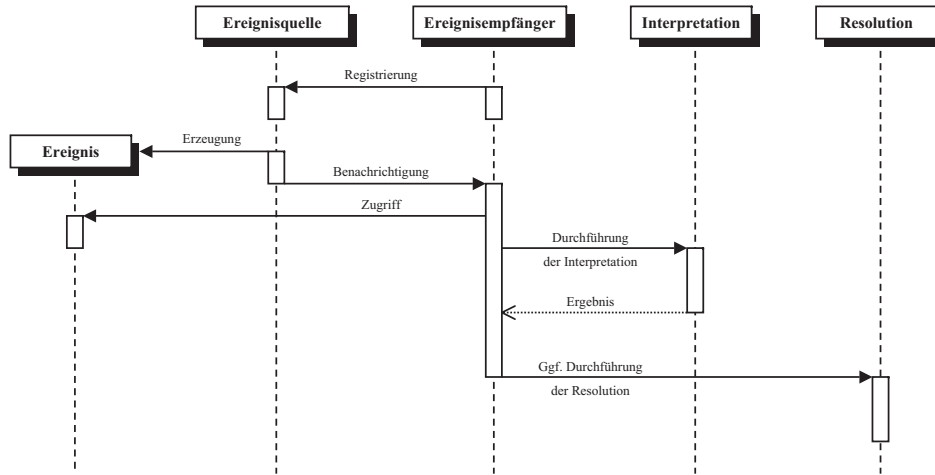 Ereignisquelle
Ereignisempfänger
Interpretation
Resolution
Registrierung
Erzeugung
Ereignis
Benachrichtigung
Zugriff
Durchführung
der Interpretation
Ergebnis
Ggf. Durchführung
der Resolution